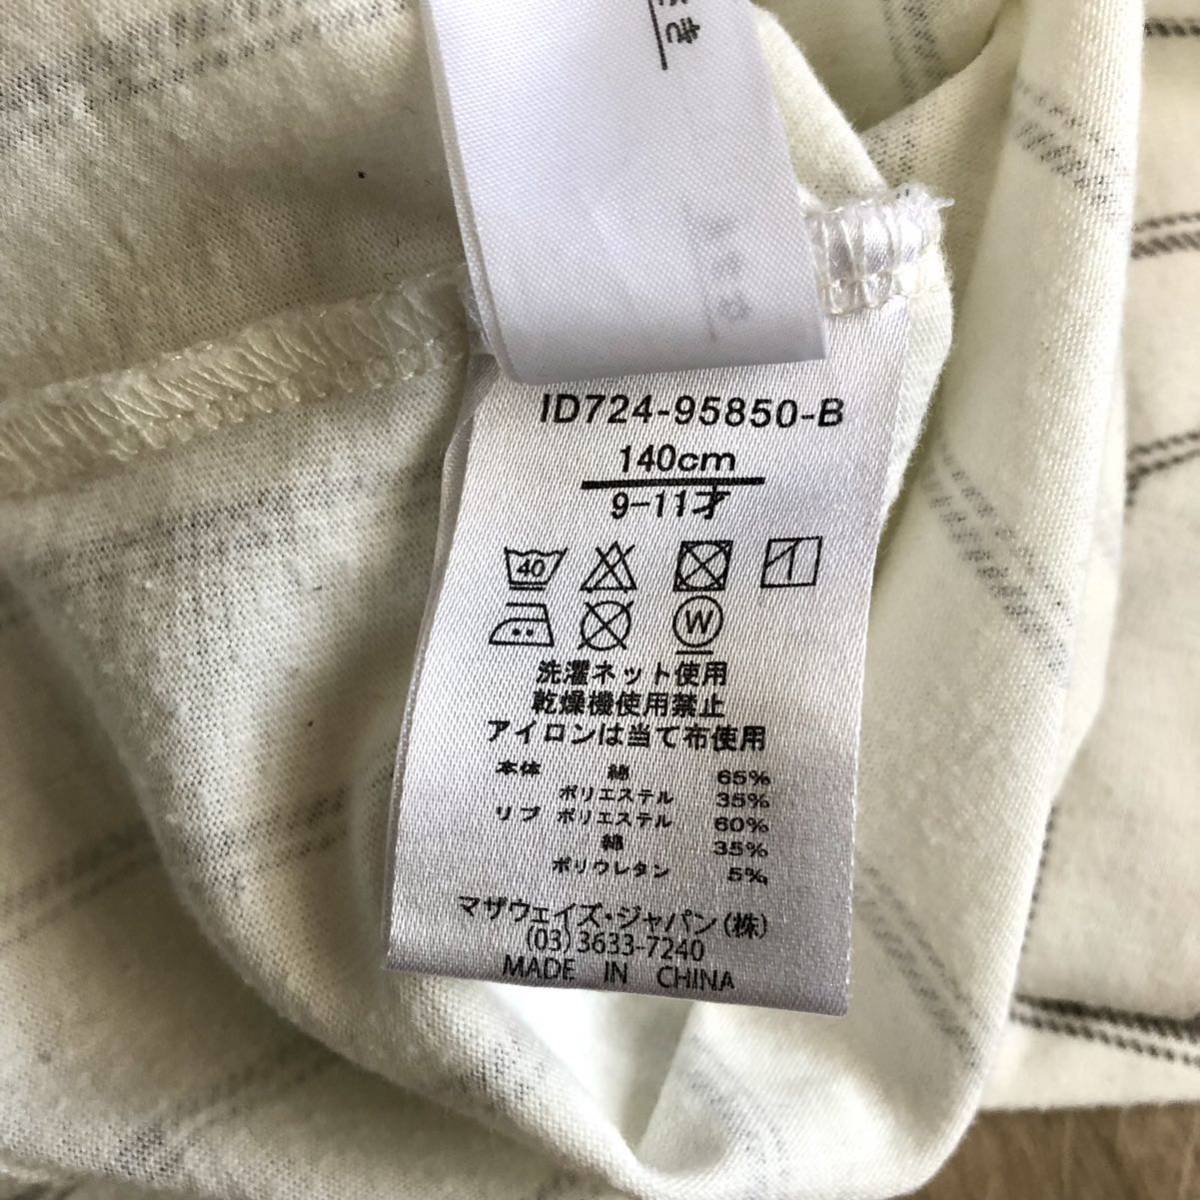 ID724-95850-B
140cm
9-11才
40
W
洗濯ネット使用
乾燥機使用禁止
アイロンは当て布使用
本体 綿 65%
ポリエステル 35%
リブ ポリエステル 60%
綿 35%
ポリウレタン 5%
マザウェイズ・ジャパン(株)
(03)3633-7240
MADE IN CHINA